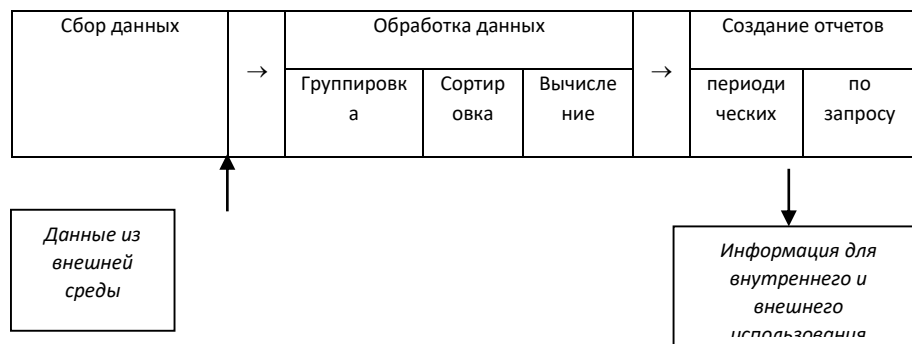 Сбор данных
→
Обработка данных
→
Создание отчетов
Группировк
а
Сортир
овка
Вычисле
ние
периоди
ческих
по
запросу
Данные из
внешней
среды
Информация для
внутреннего и
внешнего
использования